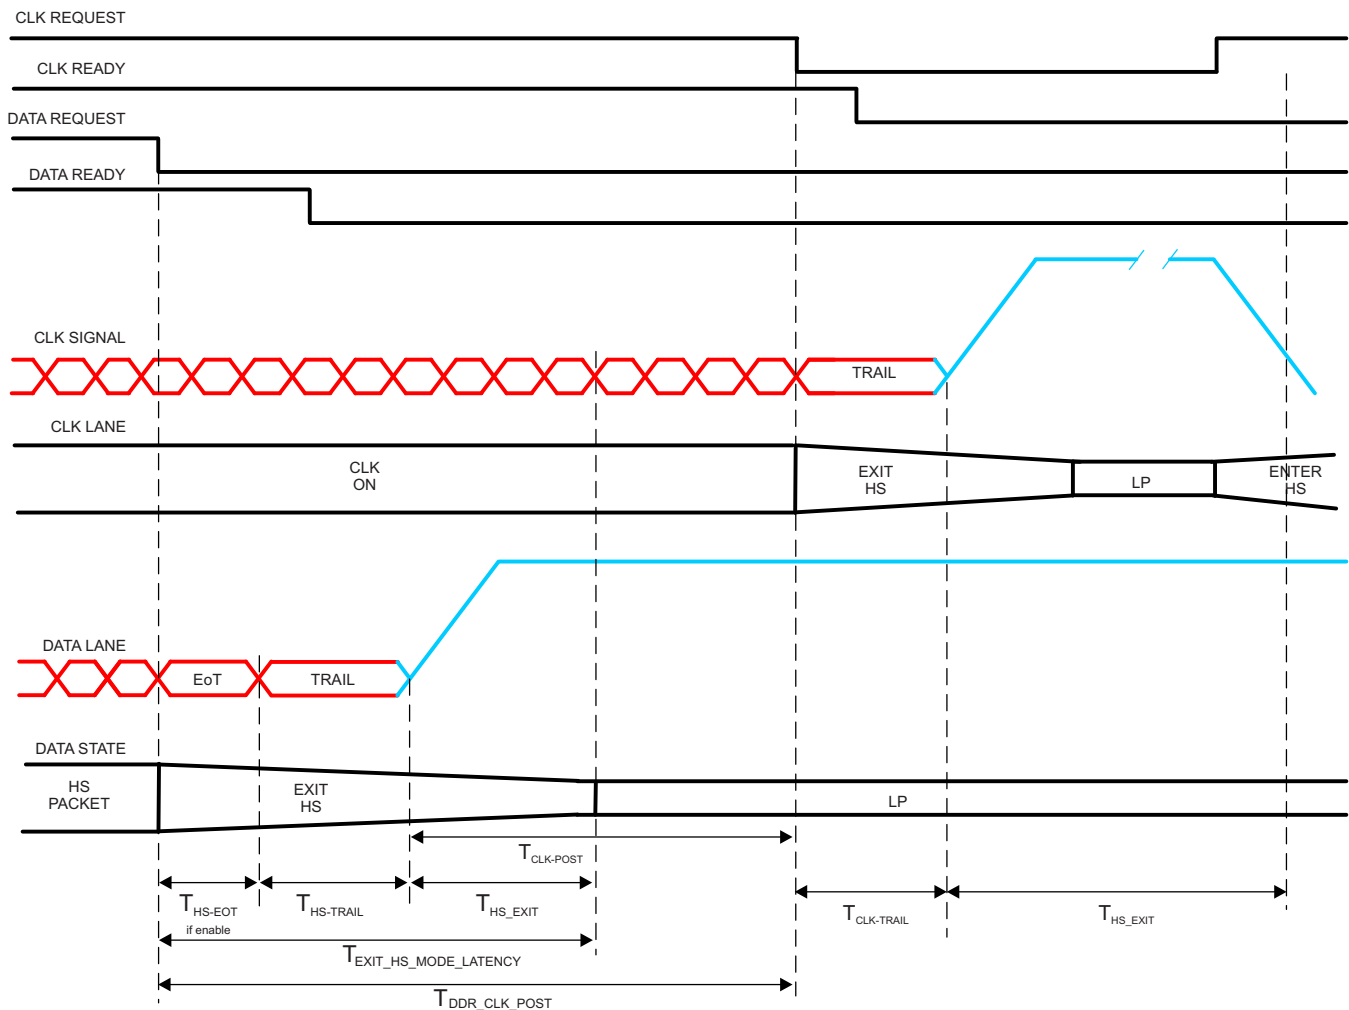 CLK REQUEST
CLK READY
DATA REQUEST
DATA READY
CLK SIGNAL
TRAIL
CLK LANE
CLK
ON
EXIT
HS
LP
ENTER
HS
DATA LANE
EoT
TRAIL
DATA STATE
HS
PACKET
EXIT
HS
LP
TCLK-POST
THS-EOT
if enable
THS-TRAIL
THS_EXIT
TCLK-TRAIL
THS_EXIT
TEXIT_HS_MODE_LATENCY
TDDR_CLK_POST